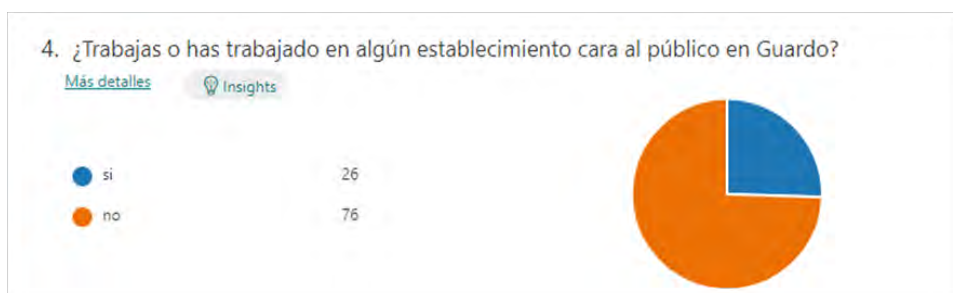 4. ¿Trabajas o has trabajado en algún establecimiento cara al público en Guardo?
Más detalles Insights
si 26
no 76